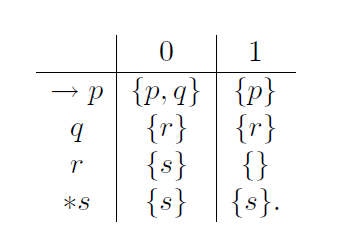 0 1
→ p {p, q} {p}
q {r} {r}
r {s} {}
*s {s} {s}.